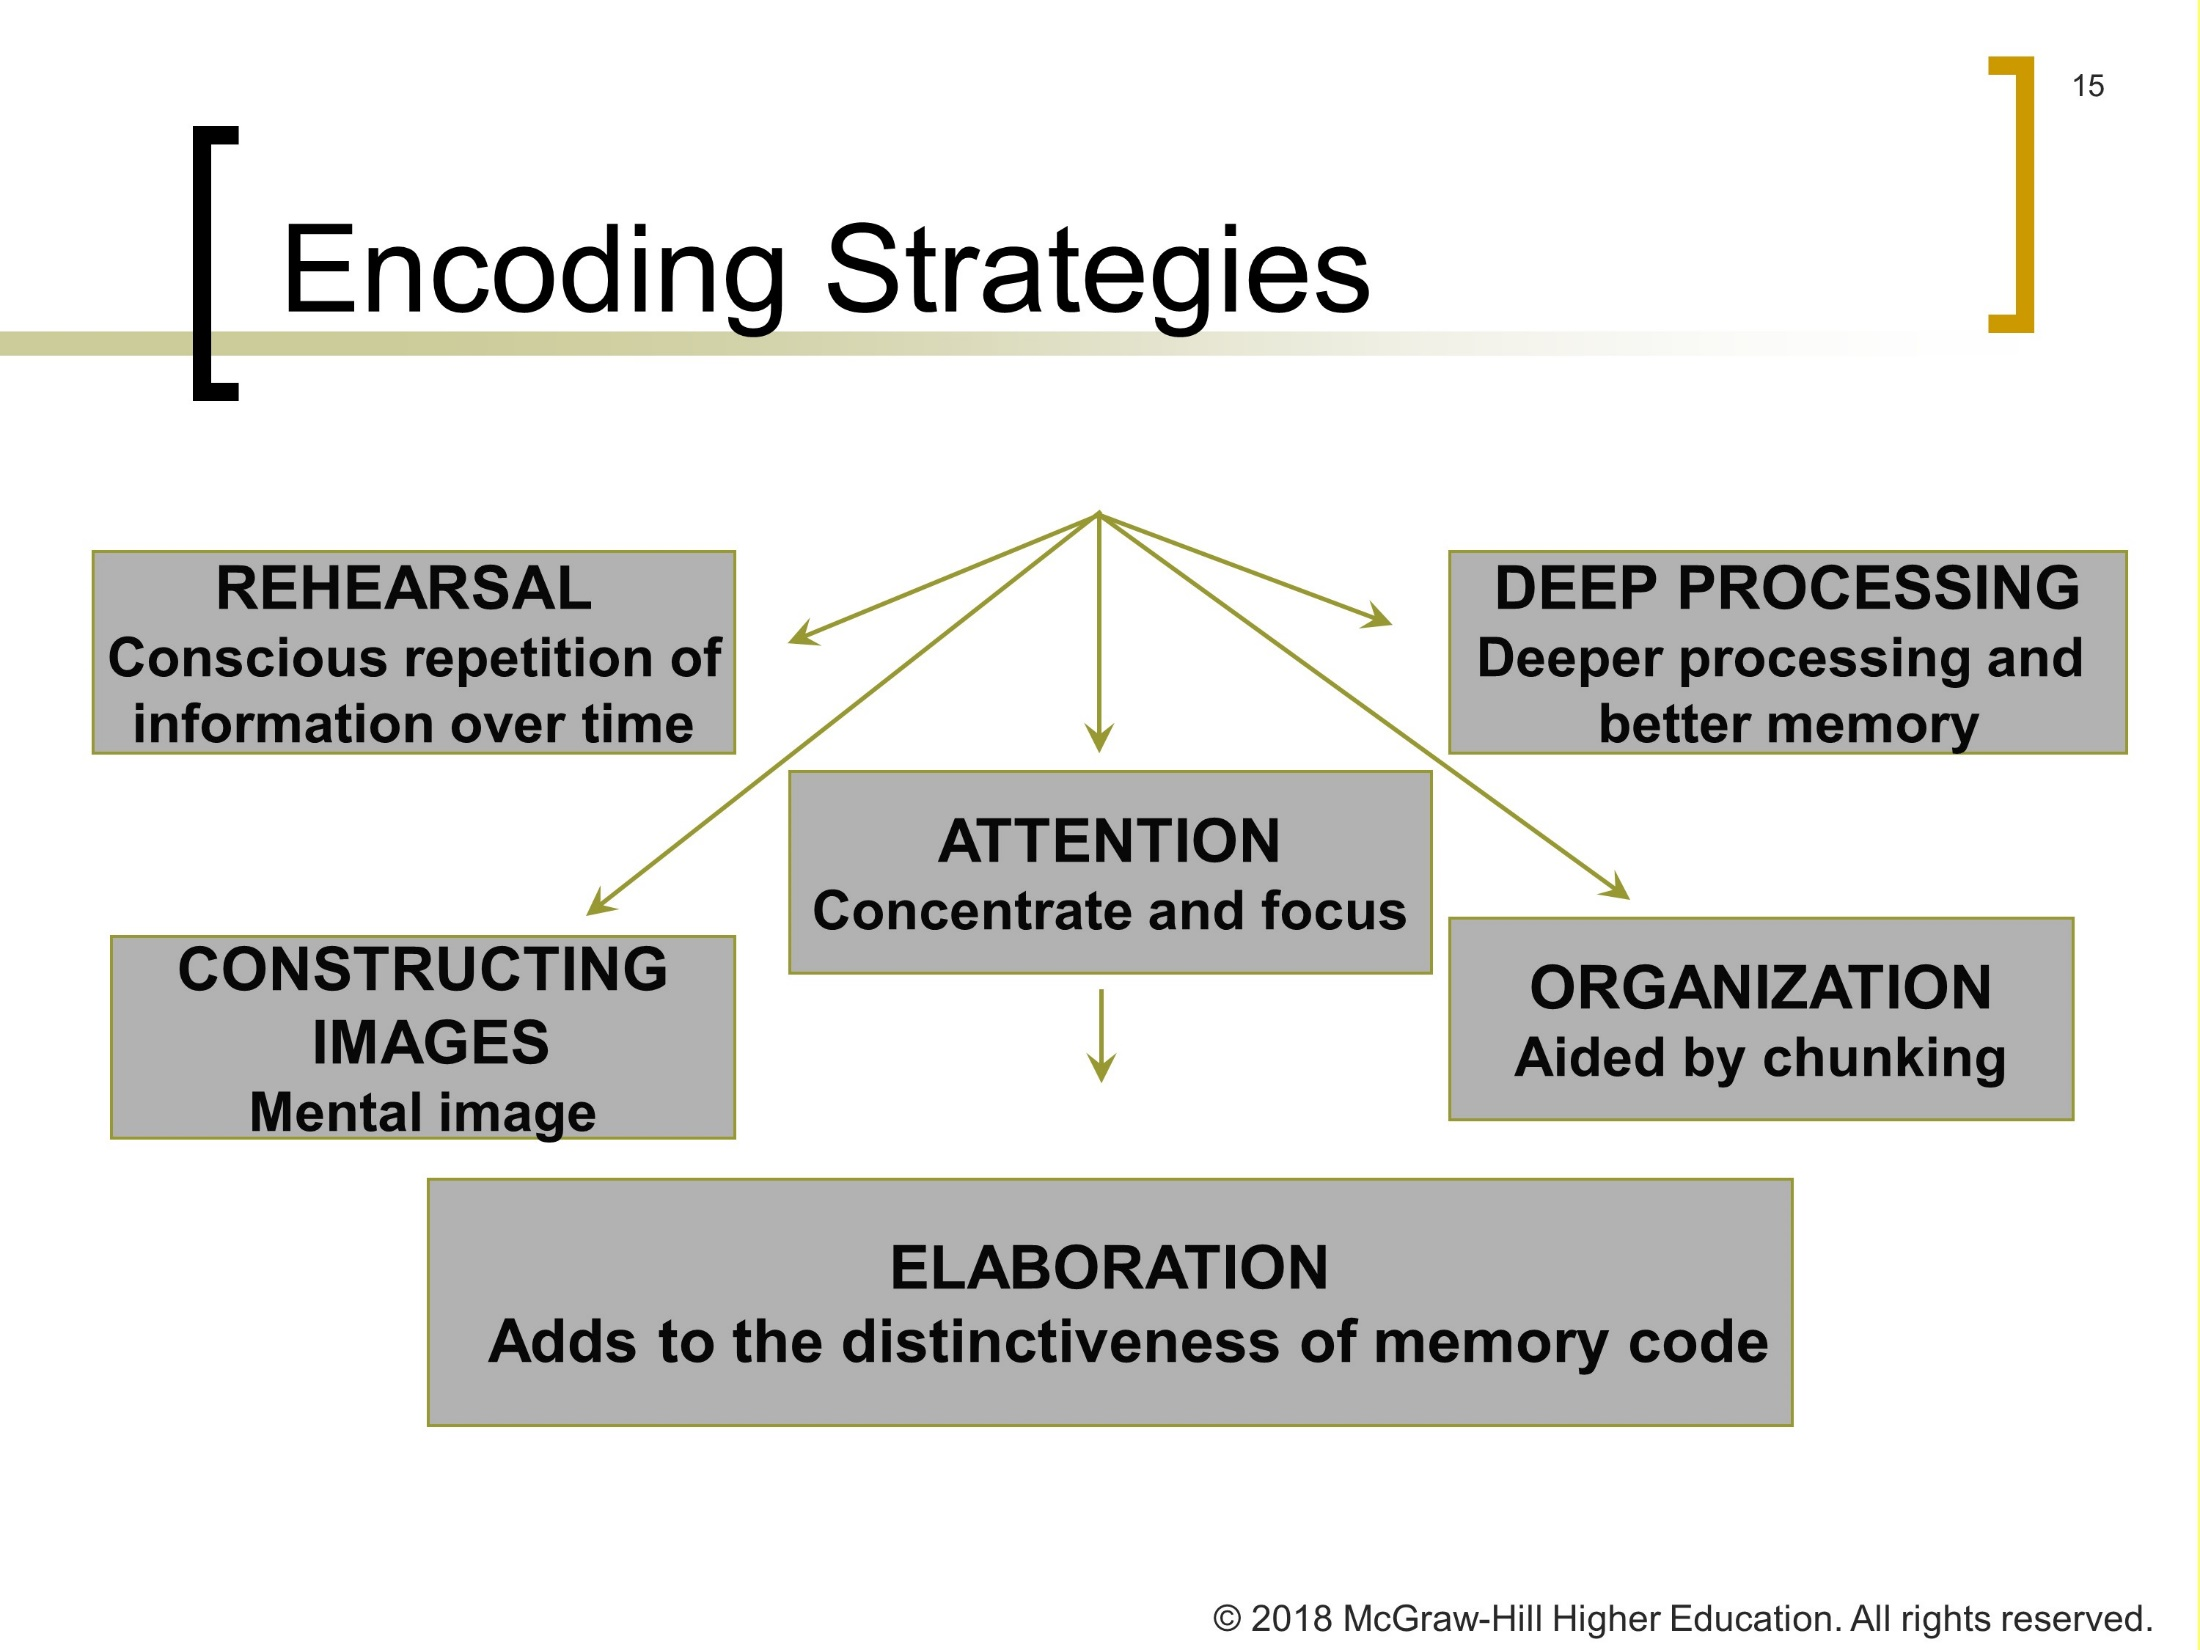 15
Encoding Strategies
REHEARSAL
Conscious repetition of
information over time
DEEP PROCESSING
Deeper processing and
better memory
ATTENTION
Concentrate and focus
CONSTRUCTING
IMAGES
Mental image
ORGANIZATION
Aided by chunking
ELABORATION
Adds to the distinctiveness of memory code
© 2018 McGraw-Hill Higher Education. All rights reserved.